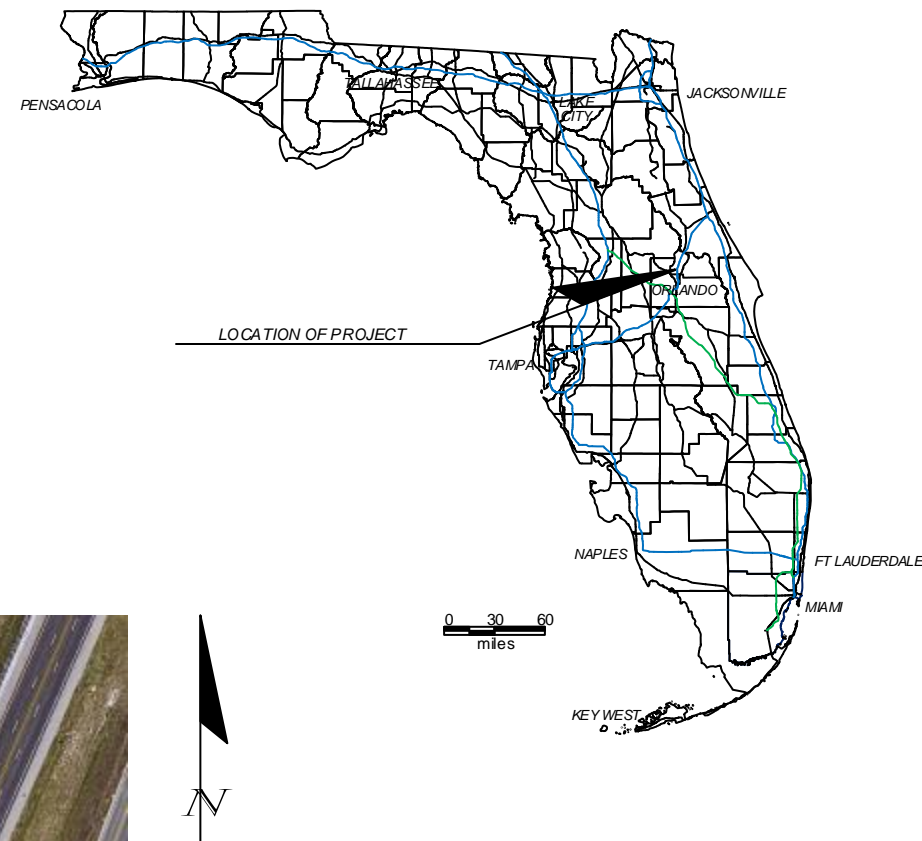 TALLAHASSEE
PENSACOLA
JACKSONVILLE
LAKE
CITY
ORLANDO
LOCATION OF PROJECT
TAMPA
NAPLES
FT LAUDERDALE
MIAMI
0 30 60
miles
KEY WEST
N